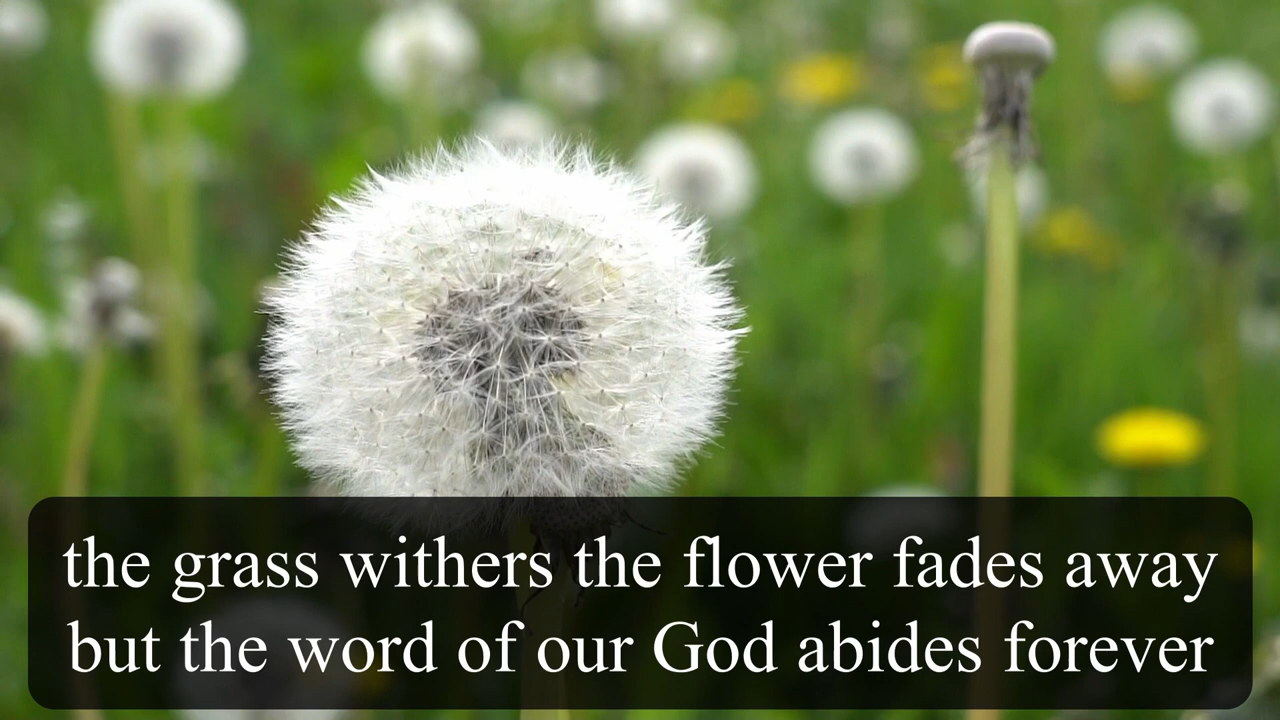 the grass withers the flower fades away
but the word of our God abides forever